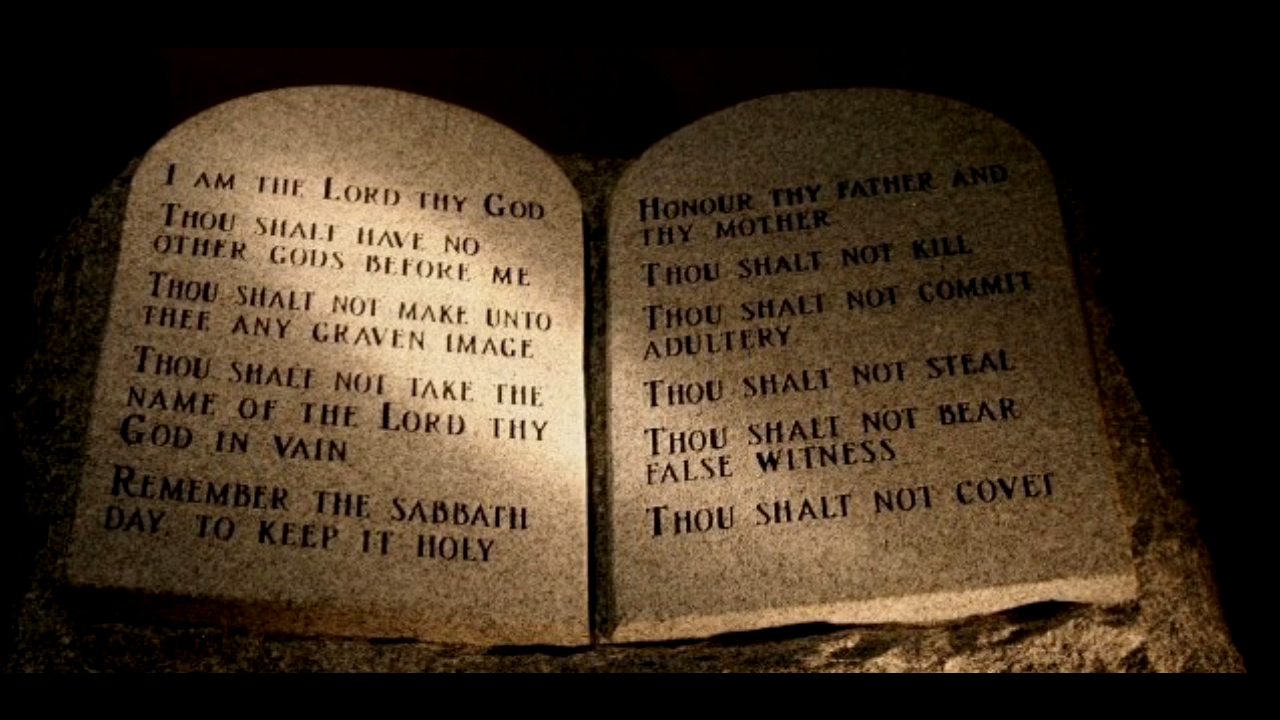 I AM THE LORD THY GOD
THOU SHALT HAVE NO
OTHER GODS BEFORE ME
THOU SHALT NOT MAKE UNTO
THEE ANY GRAVEN IMAGE
THOU SHALT NOT TAKE THE
NAME OF THE LORD THY
GOD IN VAIN
REMEMBER THE SABBATH
DAY, TO KEEP IT HOLY
HONOUR THY FATHER AND
THY MOTHER
THOU SHALT NOT KILL
THOU SHALT NOT COMMIT
ADULTERY
THOU SHALT NOT STEAL
THOU SHALT NOT BEAR
FALSE WITNESS
THOU SHALT NOT COVET